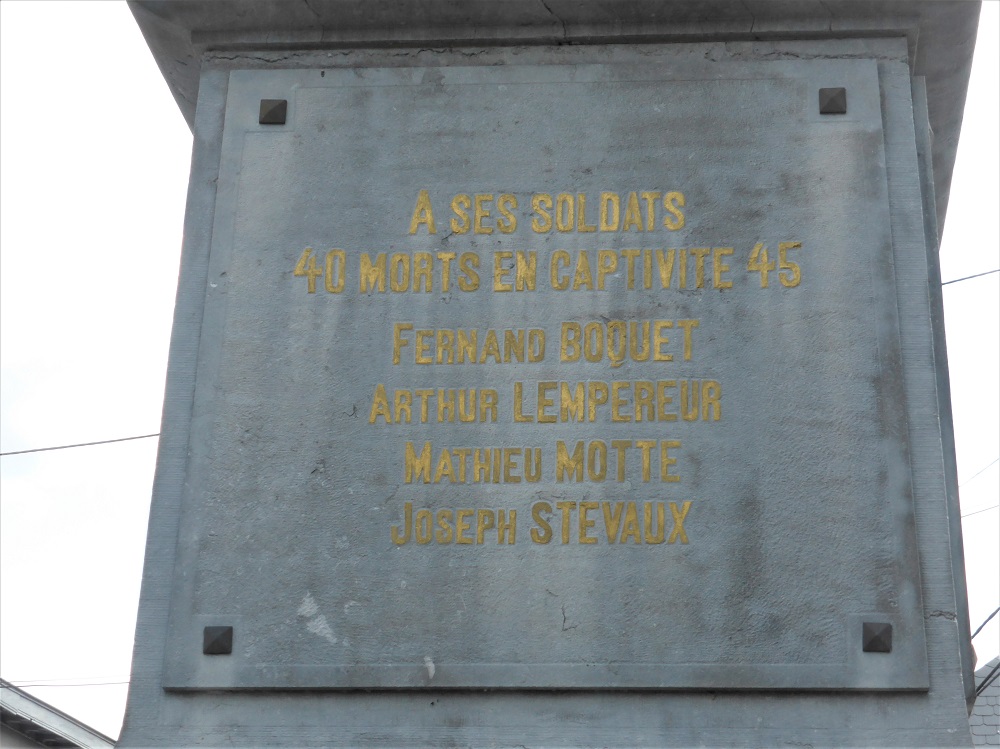 A SES SOLDATS
40 MORTS EN CAPTIVITE 45
FERNAND BOQUET
ARTHUR LEMPEREUR
MATHIEU MOTTE
JOSEPH STEVAUX